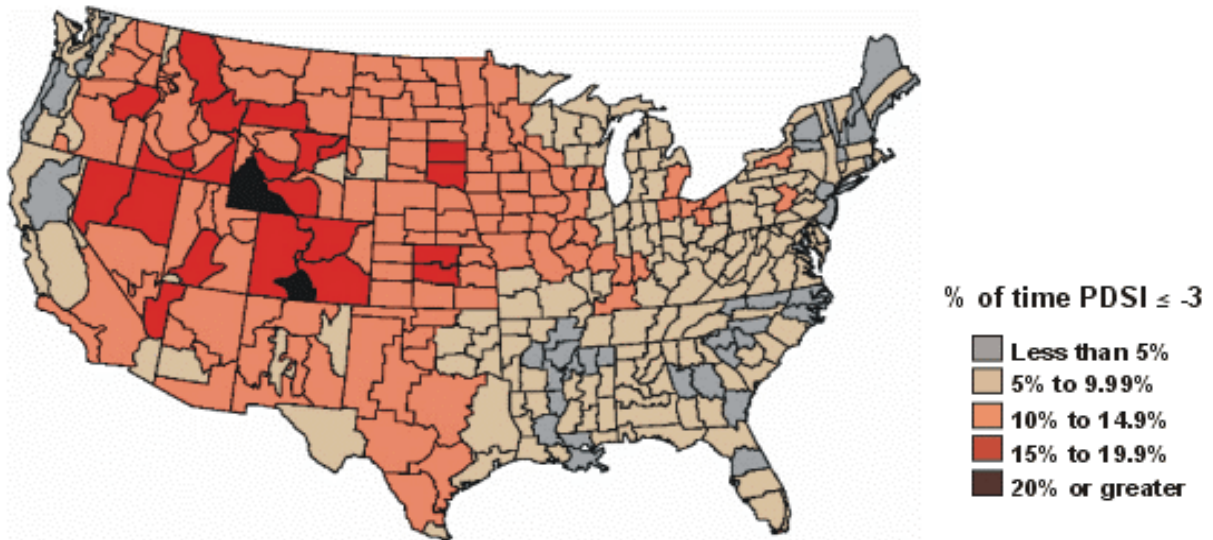 % of time PDSI ≤ -3
Less than 5%
5% to 9.99%
10% to 14.9%
15% to 19.9%
20% or greater